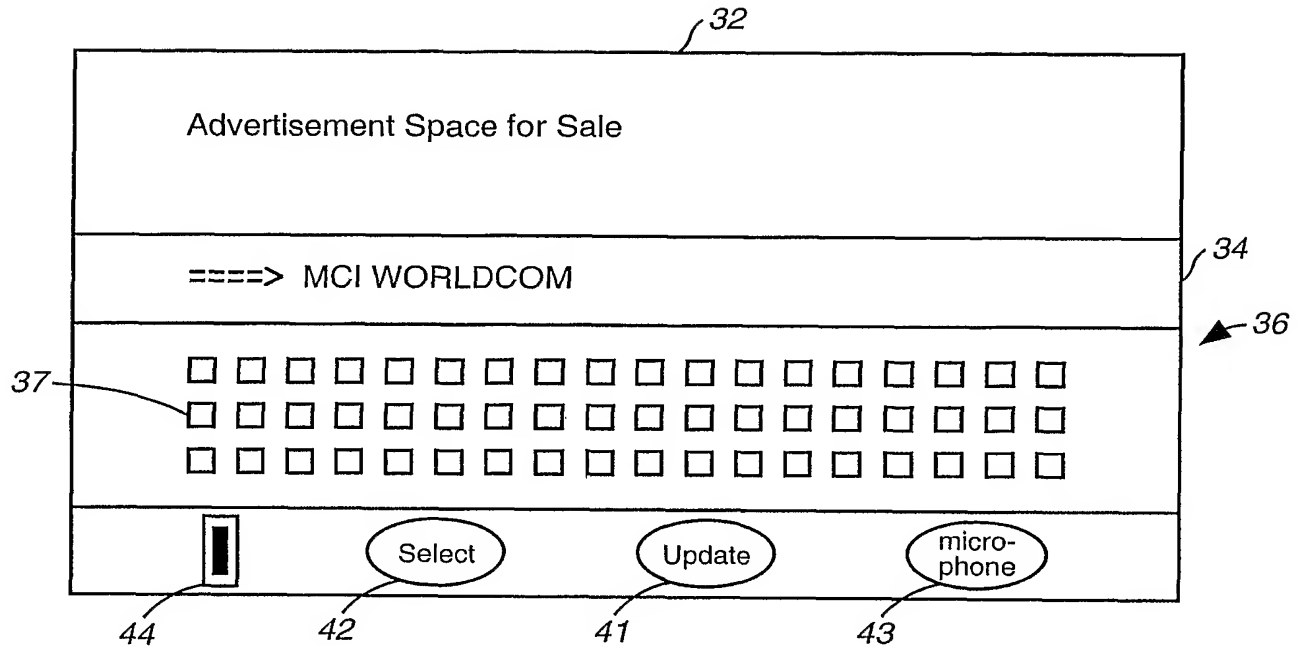 32
Advertisement Space for Sale
34
====> MCI WORLDCOM
36
37
Select
Update
micro-
phone
44
42
41
43